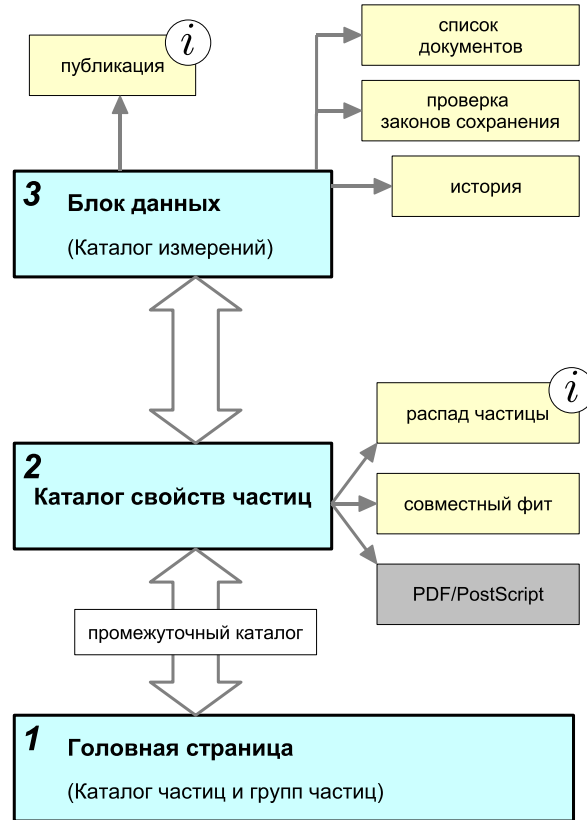 список
документов
i
публикация
проверка
законов сохранения
3
Блок данных
история
(Каталог измерений)
i
распад частицы
2
Каталог свойств частиц
совместный фит
PDF/PostScript
промежуточный каталог
1
Головная страница
(Каталог частиц и групп частиц)